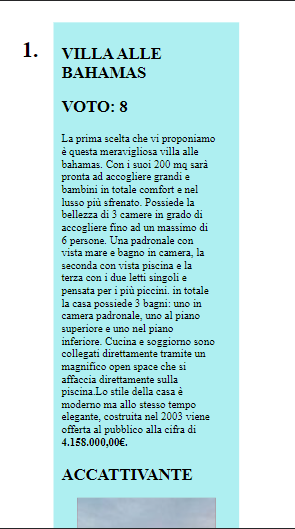 1.
VILLA ALLE
BAHAMAS
VOTO: 8
La prima scelta che vi proponiamo
è questa meravigliosa villa alle
bahamas. Con i suoi 200 mq sarà
pronta ad accogliere grandi e
bambini in totale comfort e nel
lusso più sfrenato. Possiede la
bellezza di 3 camere in grado di
accogliere fino ad un massimo di
6 persone. Una padronale con
vista mare e bagno in camera, la
seconda con vista piscina e la
terza con i due letti singoli e
pensata per i più piccini. in totale
la casa possiede 3 bagni: uno in
camera padronale, uno al piano
superiore e uno nel piano
inferiore. Cucina e soggiorno sono
collegati direttamente tramite un
magnifico open space che si
affaccia direttamente sulla
piscina.Lo stile della casa è
moderno ma allo stesso tempo
elegante, costruita nel 2003 viene
offerta al pubblico alla cifra di
4.158.000,00€.
ACCATTIVANTE